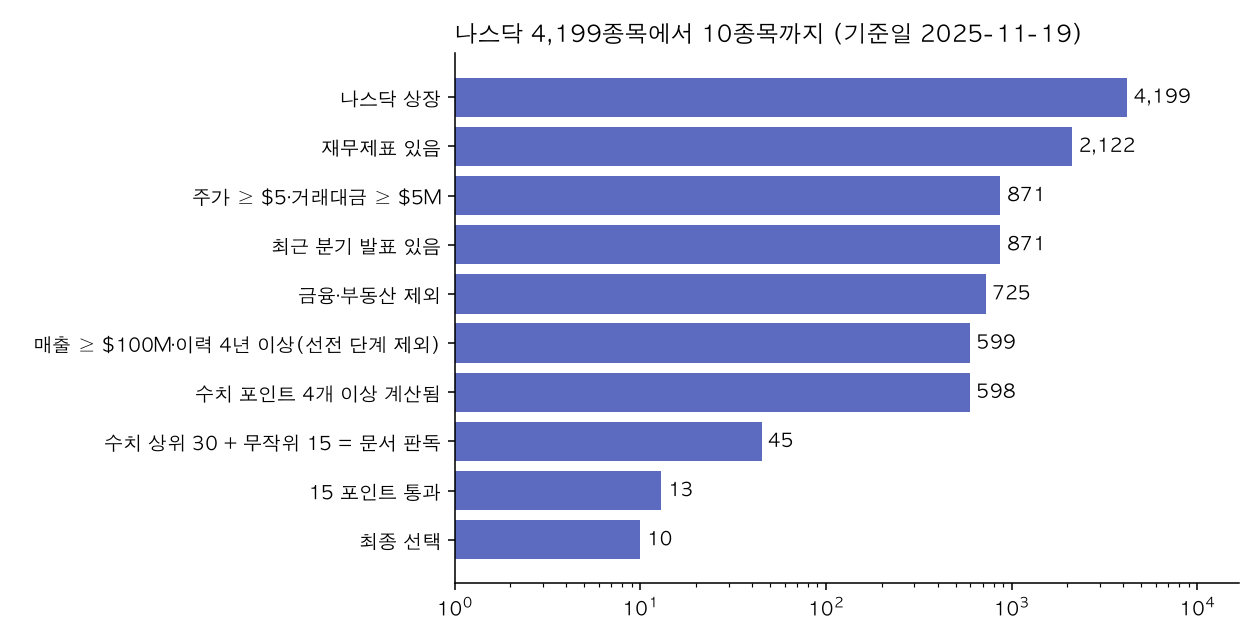 나스닥 4,199종목에서 10종목까지 (기준일 2025-11-19)
나스닥 상장 4,199
재무제표 있음 2,122
주가 ≥ $5·거래대금 ≥ $5M 871
최근 분기 발표 있음 871
금융·부동산 제외 725
매출 ≥ $100M·이력 4년 이상(선전 단계 제외) 599
수치 포인트 4개 이상 계산됨 598
수치 상위 30 + 무작위 15 = 문서 판독 45
15 포인트 통과 13
최종 선택 10
10⁰ 10¹ 10² 10³ 10⁴